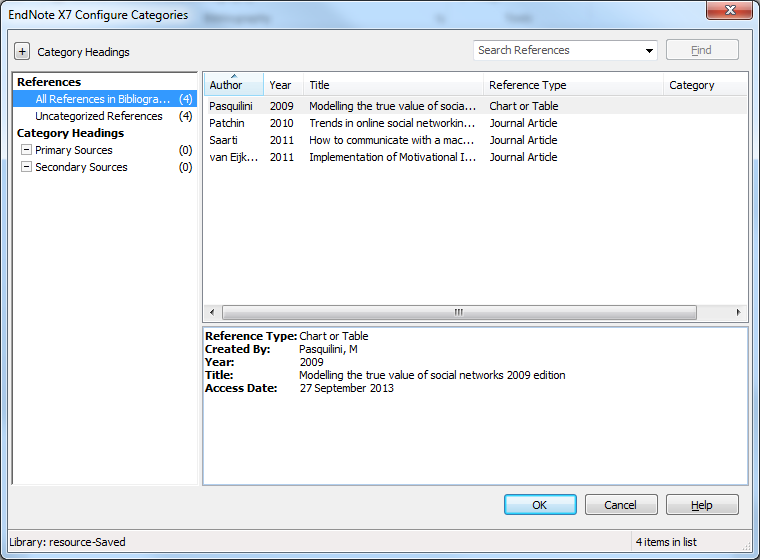 EndNote X7 Configure Categories
+ Category Headings
Search References
Find
References
All References in Bibliogra... (4)
Uncategorized References (4)
Category Headings
Primary Sources (0)
Secondary Sources (0)
Author Year Title Reference Type Category
Pasquilini 2009 Modelling the true value of socia... Chart or Table
Patchin 2010 Trends in online social networkin... Journal Article
Saarti 2011 How to communicate with a mac... Journal Article
van Eijk... 2011 Implementation of Motivational I... Journal Article
Reference Type: Chart or Table
Created By: Pasquilini, M
Year: 2009
Title: Modelling the true value of social networks 2009 edition
Access Date: 27 September 2013
OK Cancel Help
Library: resource-Saved 4 items in list